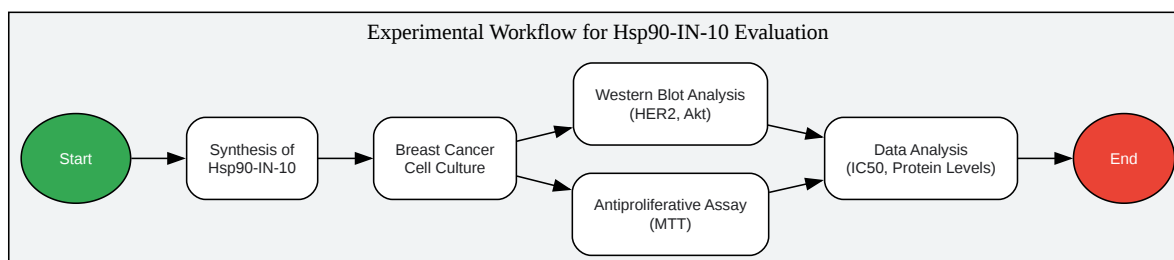 Experimental Workflow for Hsp90-IN-10 Evaluation
Start
Synthesis of
Hsp90-IN-10
Breast Cancer
Cell Culture
Western Blot Analysis
(HER2, Akt)
Antiproliferative Assay
(MTT)
Data Analysis
(IC50, Protein Levels)
End